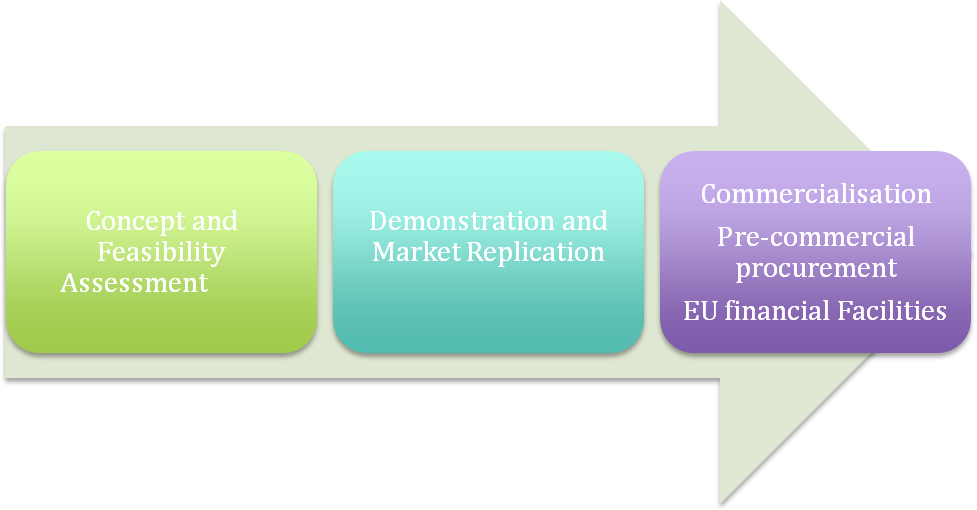 Concept and
Feasibility
Assessment
Demonstration and
Market Replication
Commercialisation
Pre-commercial
procurement
EU financial Facilities